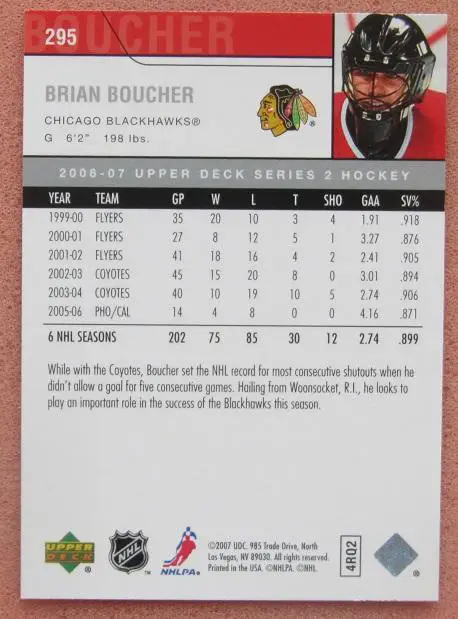 BOUCHER
295
BRIAN BOUCHER
CHICAGO BLACKHAWKS®
G 6'2" 198 lbs.
®
2006-07 UPPER DECK SERIES 2 HOCKEY
YEAR TEAM GP W L T SHO GAA SV%
1999-00 FLYERS 35 20 10 3 4 1.91 .918
2000-01 FLYERS 27 8 12 5 1 3.27 .876
2001-02 FLYERS 41 18 16 4 2 2.41 .905
2002-03 COYOTES 45 15 20 8 0 3.01 .894
2003-04 COYOTES 40 10 19 10 5 2.74 .906
2005-06 PHO/CAL 14 4 8 0 0 4.16 .871
6 NHL SEASONS 202 75 85 30 12 2.74 .899
While with the Coyotes, Boucher set the NHL record for most consecutive shutouts when he
didn't allow a goal for five consecutive games. Hailing from Woonsocket, R.I., he looks to
play an important role in the success of the Blackhawks this season.
UPPER
DECK
®
NHL
™
NHLPA.
®
©2007 UDC. 985 Trade Drive, North
Las Vegas, NV 89030. All rights reserved.
Printed in the USA. ©NHLPA. ©NHL.
4RQ2
®